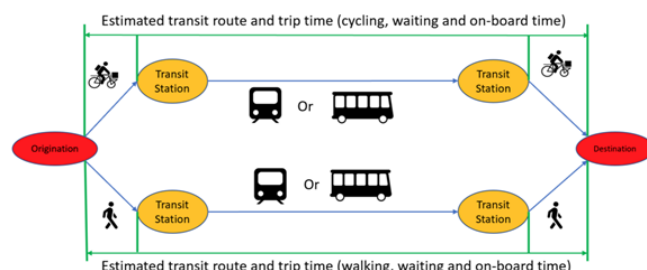 Estimated transit route and trip time (cycling, waiting and on-board time)
Transit
Station
Transit
Station
Or
Origination
Destination
Or
Transit
Station
Transit
Station
Estimated transit route and trip time (walking, waiting and on-board time)